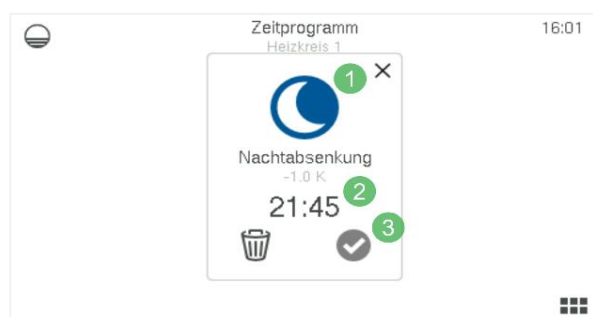 Zeitprogramm
16:01
Heizkreis 1
1
Nachtabsenkung
-1.0 K
2
21:45
3